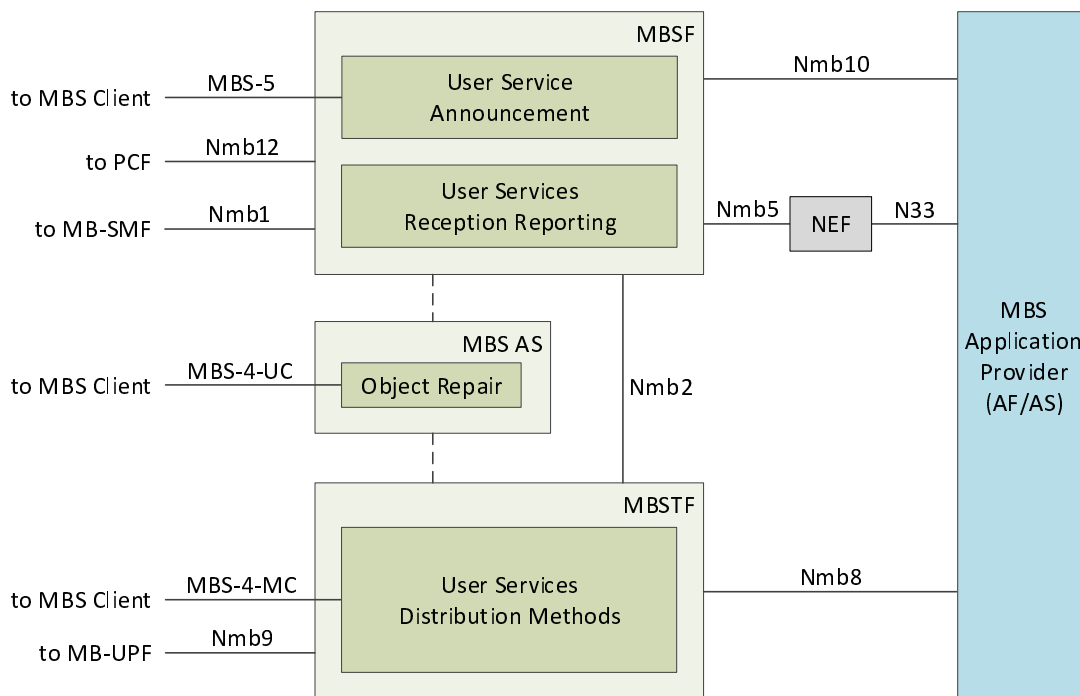 MBSF
User Service
Announcement
User Services
Reception Reporting
to MBS Client
MBS-5
to PCF
Nmb12
to MB-SMF
Nmb1
Nmb10
Nmb5
NEF
N33
MBS AS
Object Repair
to MBS Client
MBS-4-UC
Nmb2
MBS
Application
Provider
(AF/AS)
MBSTF
User Services
Distribution Methods
to MBS Client
MBS-4-MC
to MB-UPF
Nmb9
Nmb8